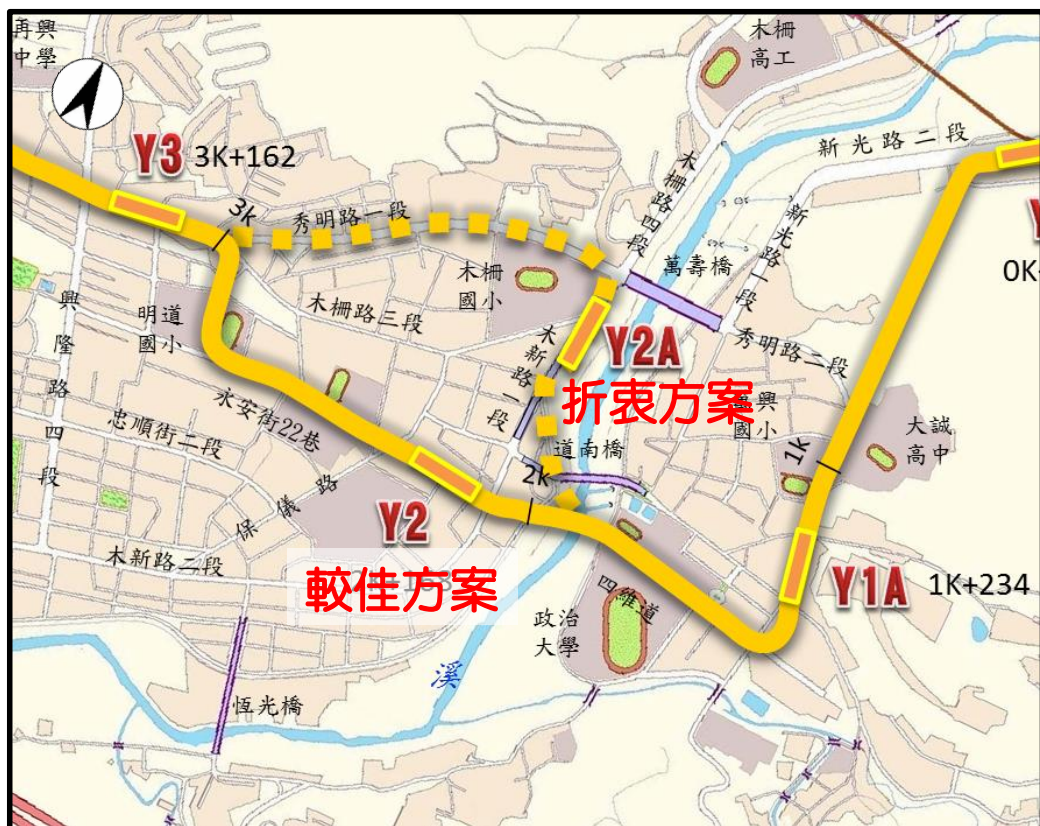 再興
中學
木柵
高工
Y3 3K+162
3k
秀明路一段
木柵路四段
新光路二段
新光路一段
萬壽橋
木柵
國小
木柵路三段
明道
國小
Y2A
折衷方案
木新路一段
秀明路二段
0K
興隆路四段
永安街22巷
忠順街二段
保儀路
道南橋
2k
國小
1k
大誠
高中
Y2
木新路二段
較佳方案
四維道
政治
大學
Y1A 1K+234
溪
恆光橋